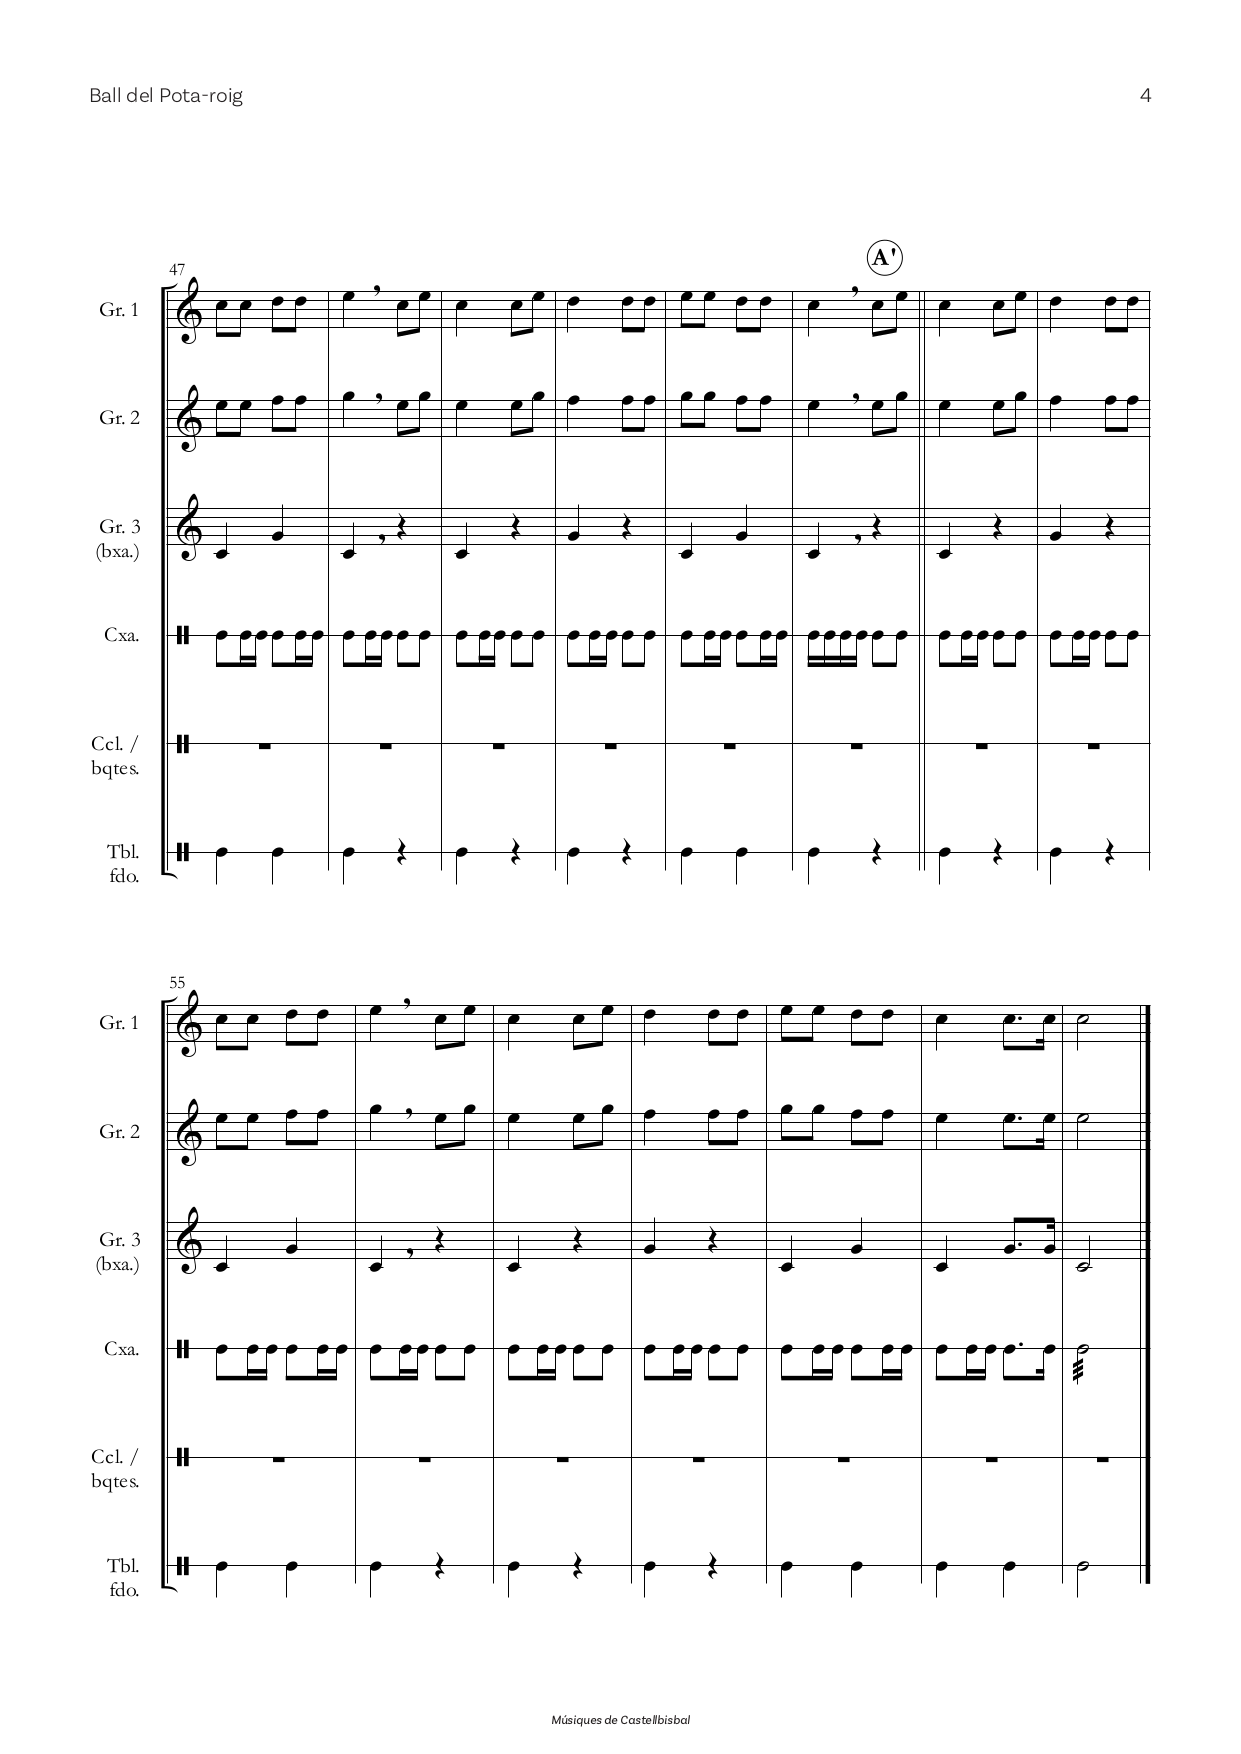 Ball del Pota-roig 4
A'
47
Gr. 1
Gr. 2
Gr. 3
(bxa.)
Cxa.
Ccl. /
bqtes.
Tbl.
fdo.
55
Gr. 1
Gr. 2
Gr. 3
(bxa.)
Cxa.
Ccl. /
bqtes.
Tbl.
fdo.
Músiques de Castellbisbal